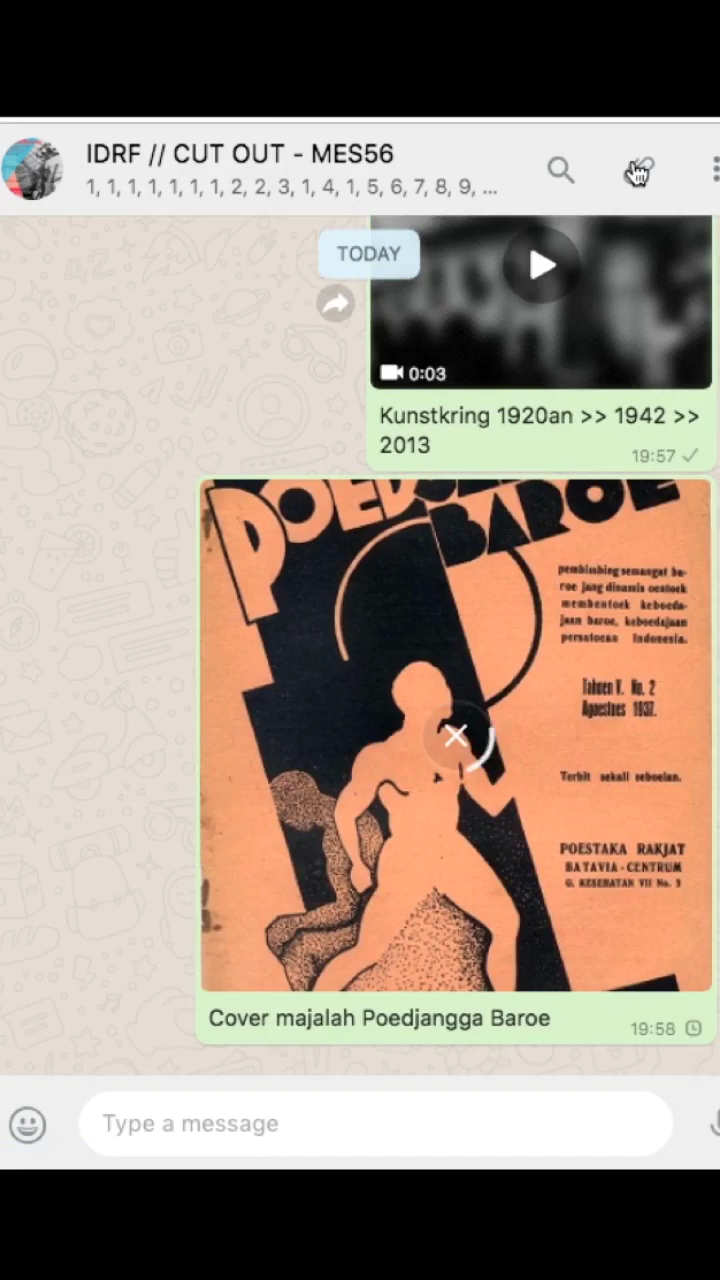 IDRF // CUT OUT - MES56
1, 1, 1, 1, 1, 1, 1, 2, 2, 3, 1, 4, 1, 5, 6, 7, 8, 9, ...
TODAY
0:03
Kunstkring 1920an >> 1942 >>
2013
19:57
BAROE
pembimbing semangat ba-
roe jang dinamis oentoek
membentoek keboeda-
jaan baroe, keboedajaan
persatoean Indonesia.
Tahoen V. No. 2
Agoestoes 1937.
Terbit sekali seboelan.
POESTAKA RAKJAT
BATAVIA-CENTRUM
G. KESEHATAN VII No. 3
Cover majalah Poedjangga Baroe
19:58
Type a message